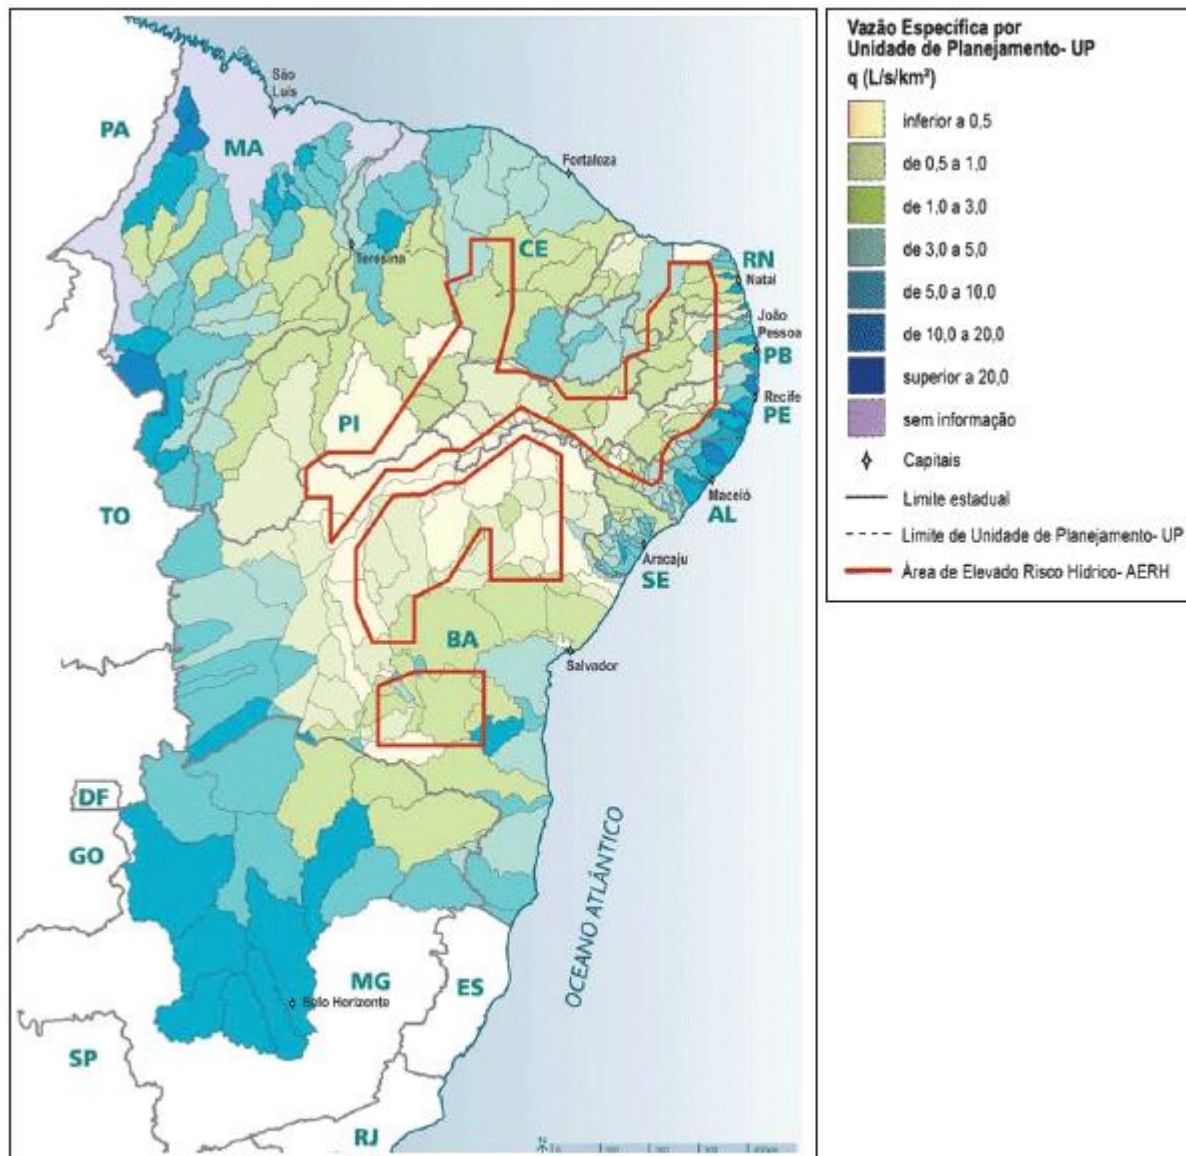 São
Luís
PA
MA
Fortaleza
CE
Teresina
RN
Natal
João
Pessoa
PB
Recife
PE
PI
Maceió
AL
TO
Aracaju
SE
BA
Salvador
DF
GO
OCEANO ATLÂNTICO
MG
ES
Belo Horizonte
SP
RJ
N
0
Vazão Específica por
Unidade de Planejamento- UP
q (L/s/km²)
inferior a 0,5
de 0,5 a 1,0
de 1,0 a 3,0
de 3,0 a 5,0
de 5,0 a 10,0
de 10,0 a 20,0
superior a 20,0
sem informação
Capitais
Limite estadual
Limite de Unidade de Planejamento- UP
Área de Elevado Risco Hídrico- AERH